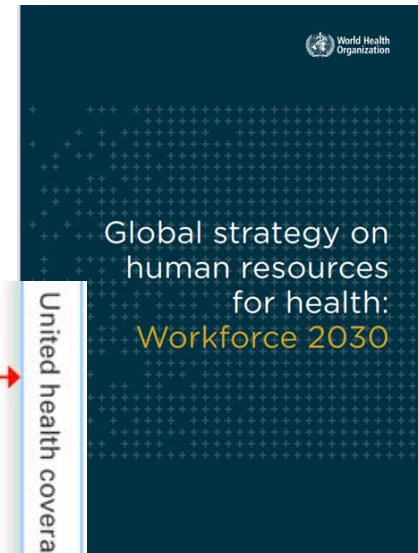 World Health
Organization
Global strategy on
human resources
for health:
Workforce 2030
United health covera